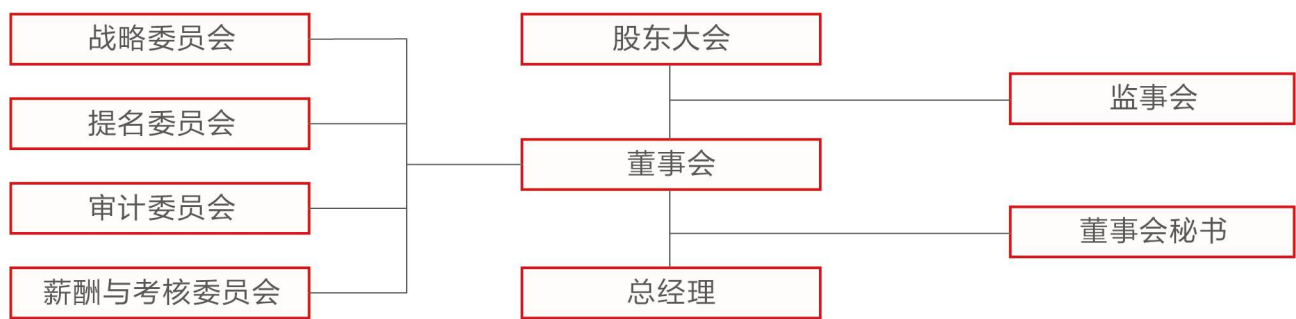 战略委员会
提名委员会
审计委员会
薪酬与考核委员会
股东大会
董事会
总经理
监事会
董事会秘书